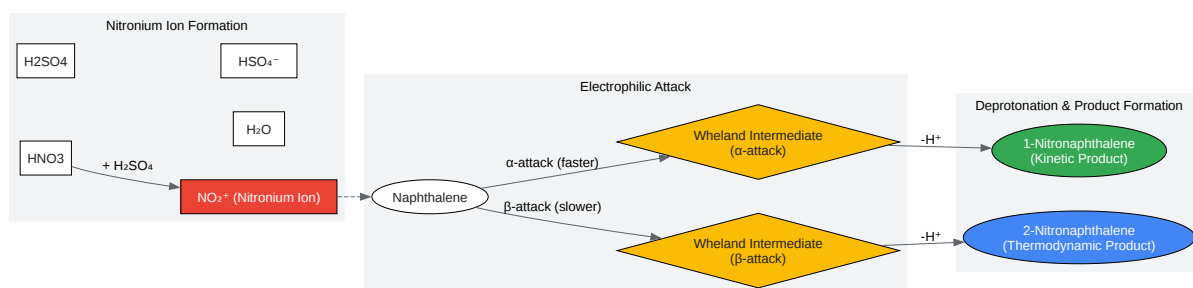 Nitronium Ion Formation
H2SO4
HSO₄⁻
H₂O
HNO3
+ H₂SO₄
NO₂⁺ (Nitronium Ion)
Electrophilic Attack
Naphthalene
α-attack (faster)
β-attack (slower)
Wheland Intermediate
(α-attack)
Wheland Intermediate
(β-attack)
-H⁺
-H⁺
Deprotonation & Product Formation
1-Nitronaphthalene
(Kinetic Product)
2-Nitronaphthalene
(Thermodynamic Product)